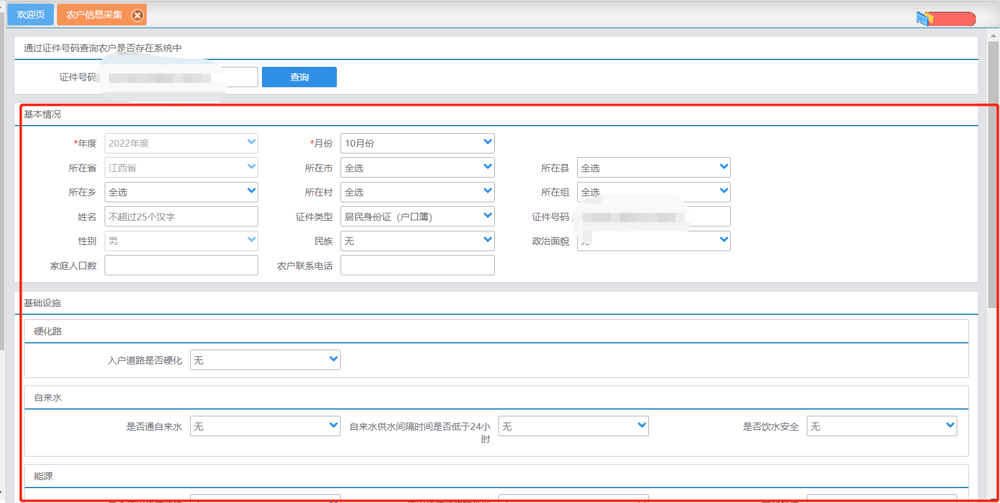 欢迎页 农户信息采集
通过证件号码查询农户是否存在系统中
证件号码 查询
基本情况
*年度 2022年度 *月份 10月份
所在省 江西省 所在市 全选 所在县 全选
所在乡 全选 所在村 全选 所在组 全选
姓名 不超过25个汉字 证件类型 居民身份证（户口簿） 证件号码
性别 男 民族 无 政治面貌
家庭人口数 农户联系电话
基础设施
硬化路
入户道路是否硬化 无
自来水
是否通自来水 无 自来水供水间隔时间是否低于24小 无 是否饮水安全 无
时
能源